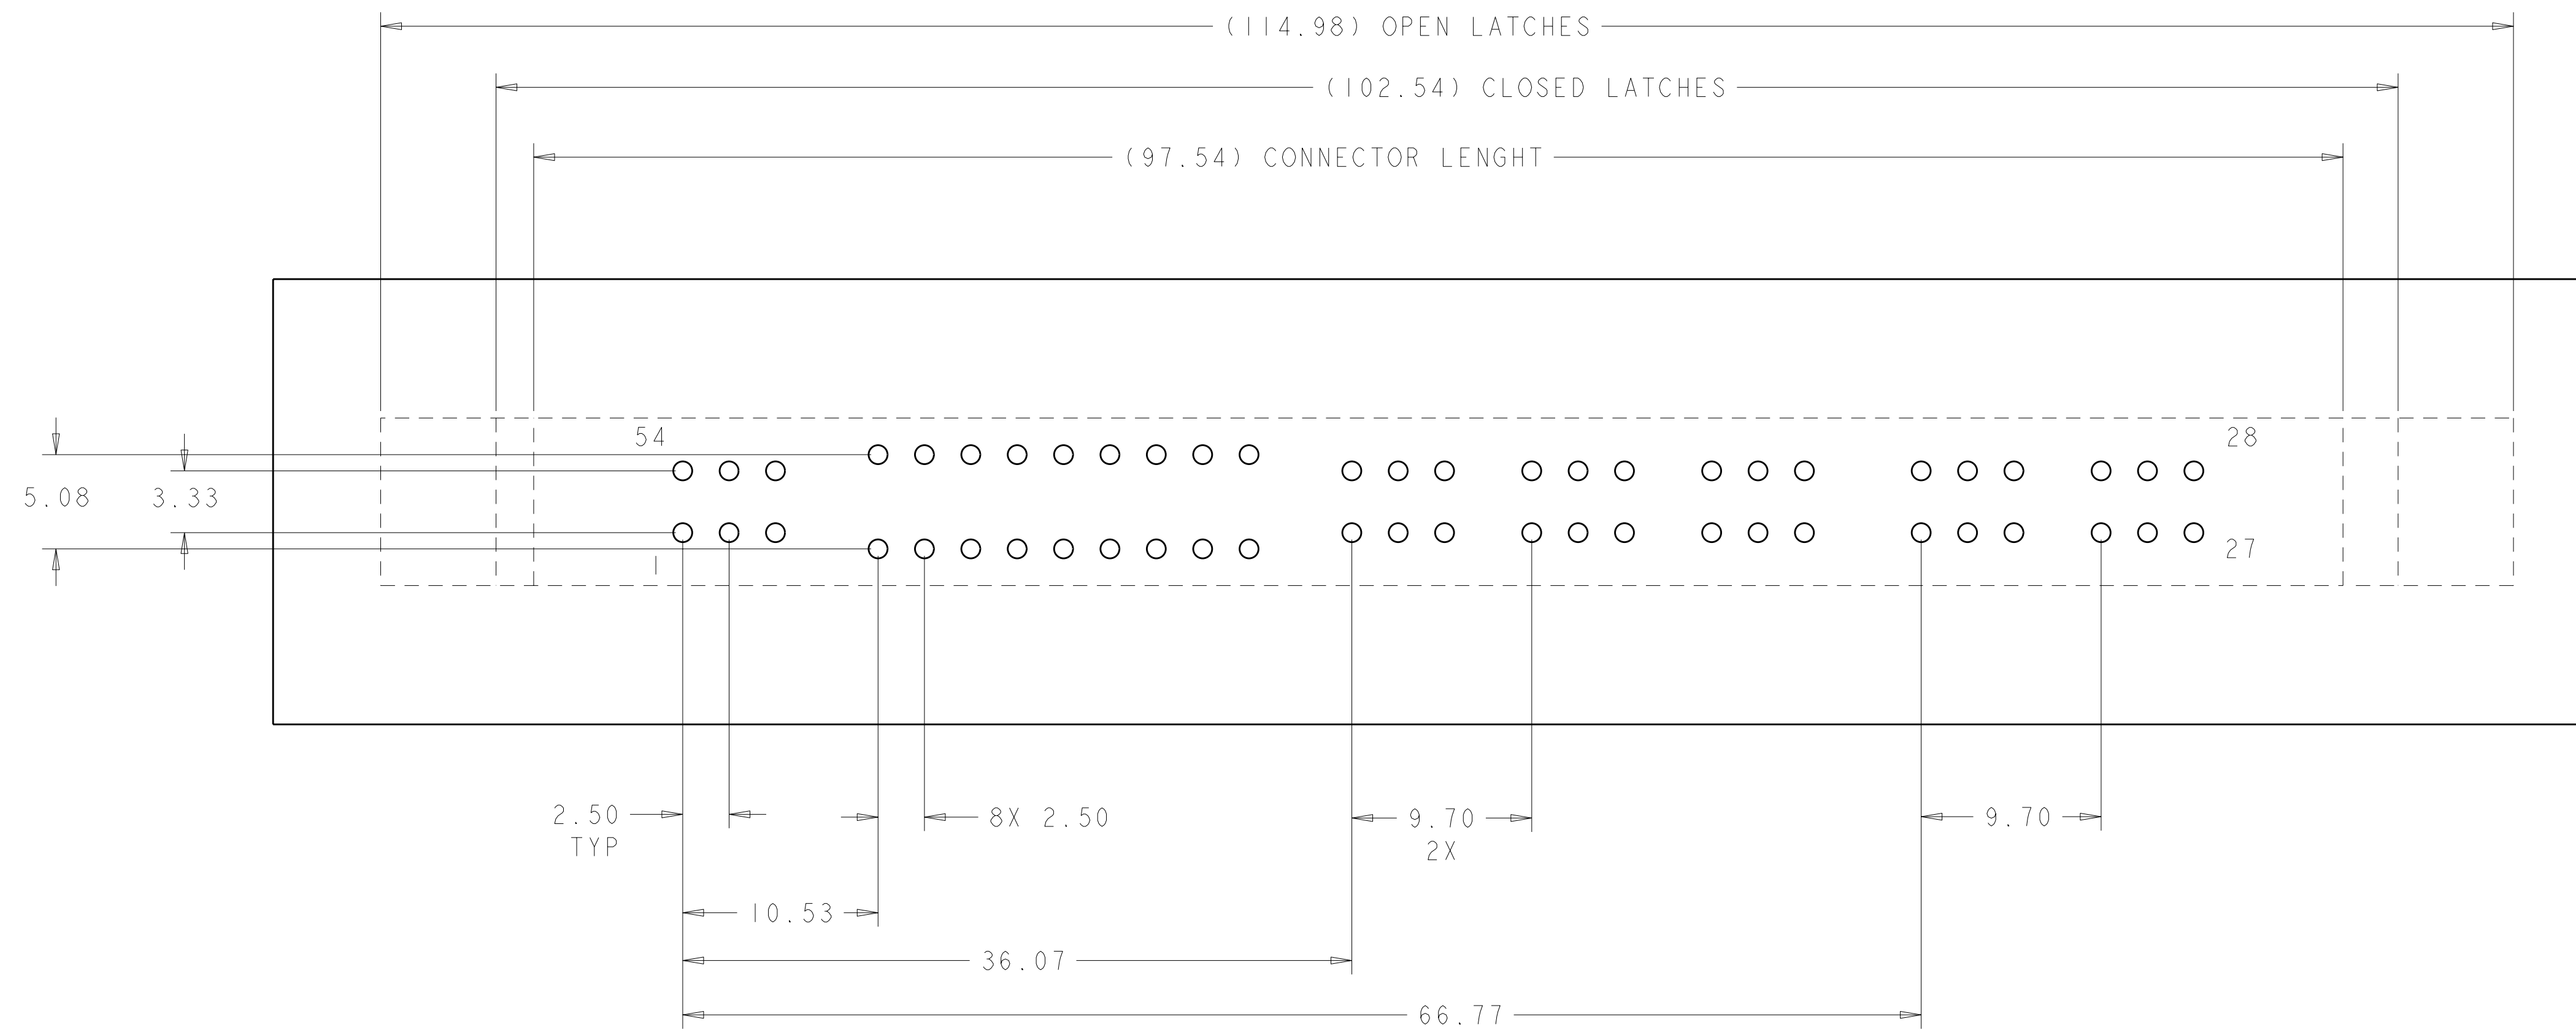 (114.98) OPEN LATCHES
(102.54) CLOSED LATCHES
(97.54) CONNECTOR LENGHT
54
28
5.08
3.33
27
1
2.50
TYP
8X 2.50
9.70
2X
9.70
10.53
36.07
66.77